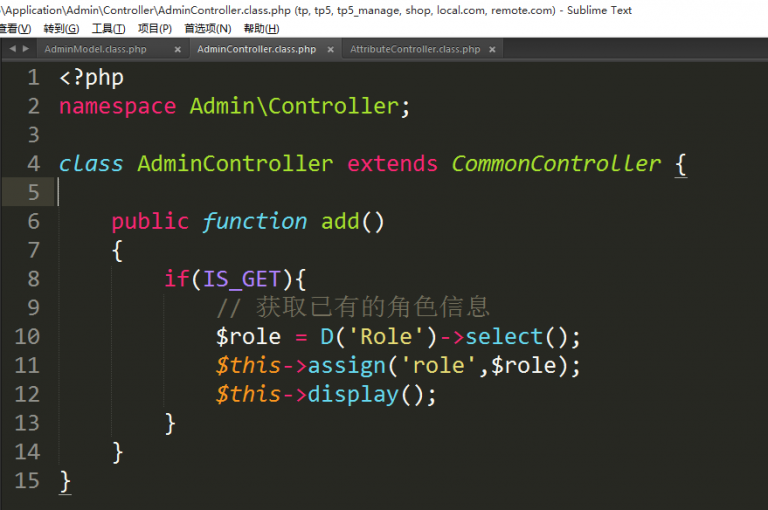 \Application\Admin\Controller\AdminController.class.php (tp, tp5, tp5_manage, shop, local.com, remote.com) - Sublime Text
查看(V) 转到(G) 工具(T) 项目(P) 首选项(N) 帮助(H)
AdminModel.class.php × AdminController.class.php × AttributeController.class.php ×
1 <?php
2 namespace Admin\Controller;
3
4 class AdminController extends CommonController {
5
6 public function add()
7 {
8 if(IS_GET){
9 // 获取已有的角色信息
10 $role = D('Role')->select();
11 $this->assign('role',$role);
12 $this->display();
13 }
14 }
15 }